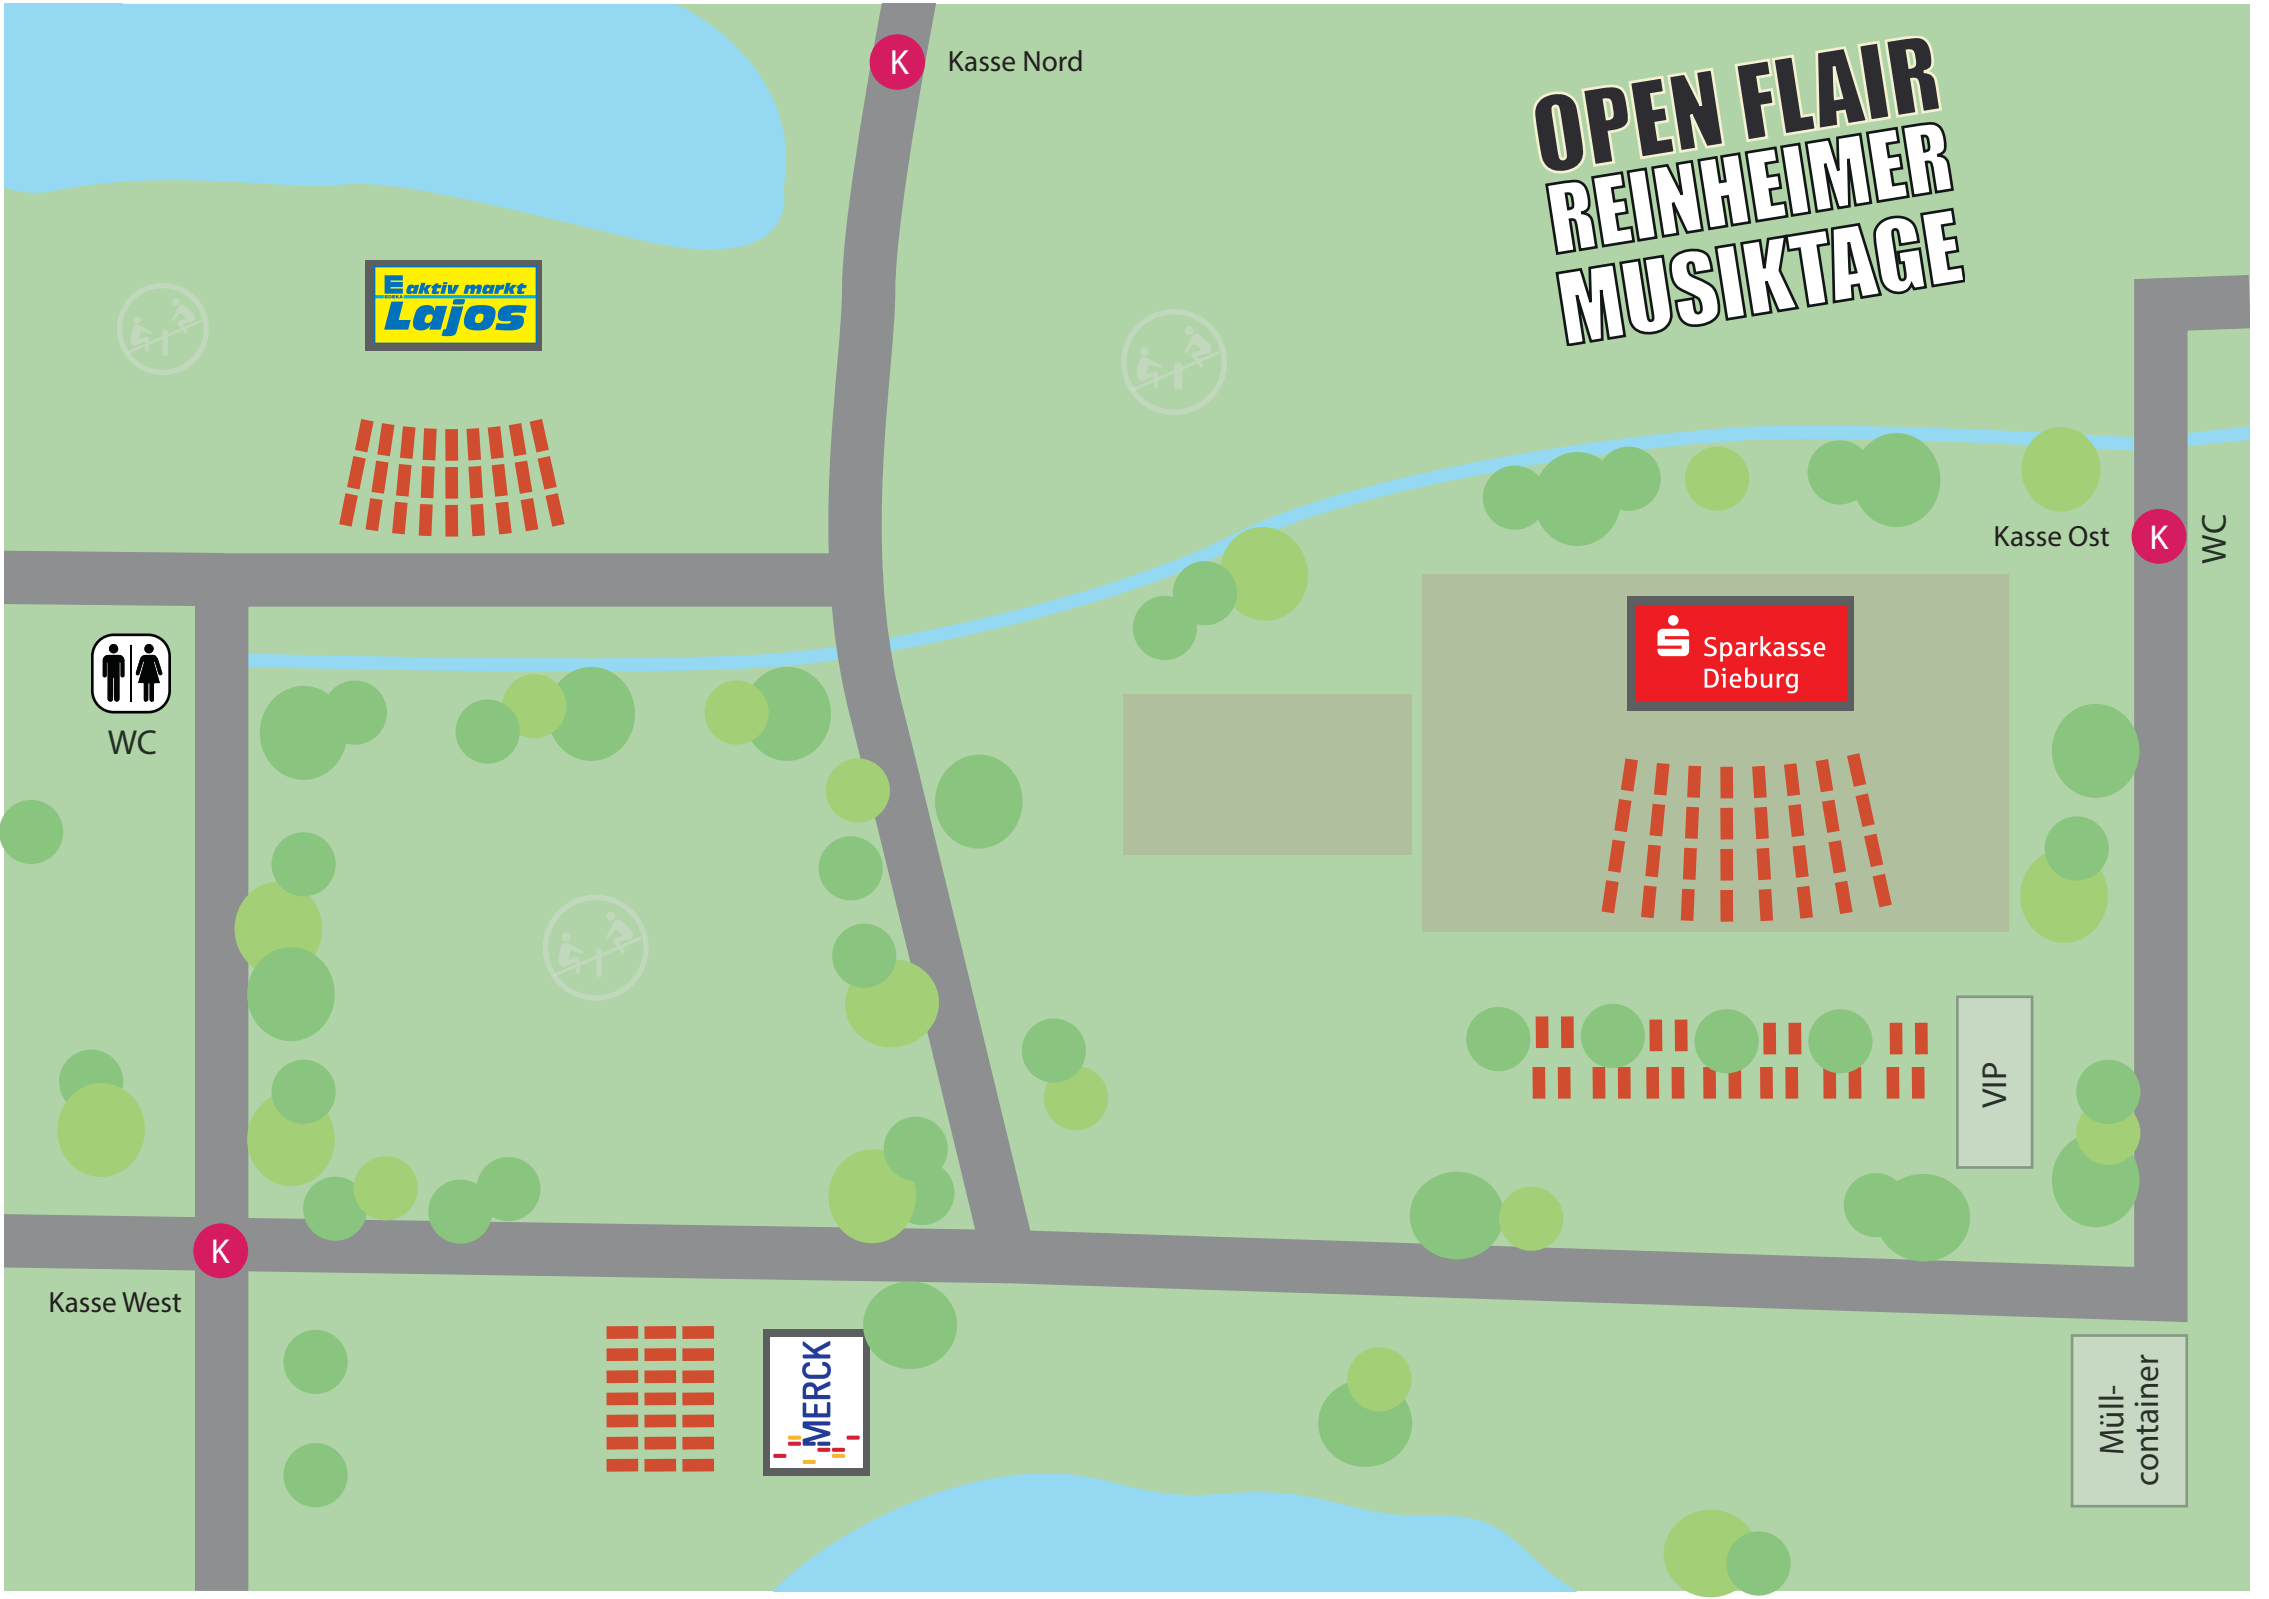 K Kasse Nord
OPEN FLAIR
REINHEIMER
MUSIKTAGE
E aktiv markt
EDEKA
Lajos
Kasse Ost K
WC
Sparkasse
Dieburg
WC
VIP
K
Kasse West
MERCK
Müll-
container